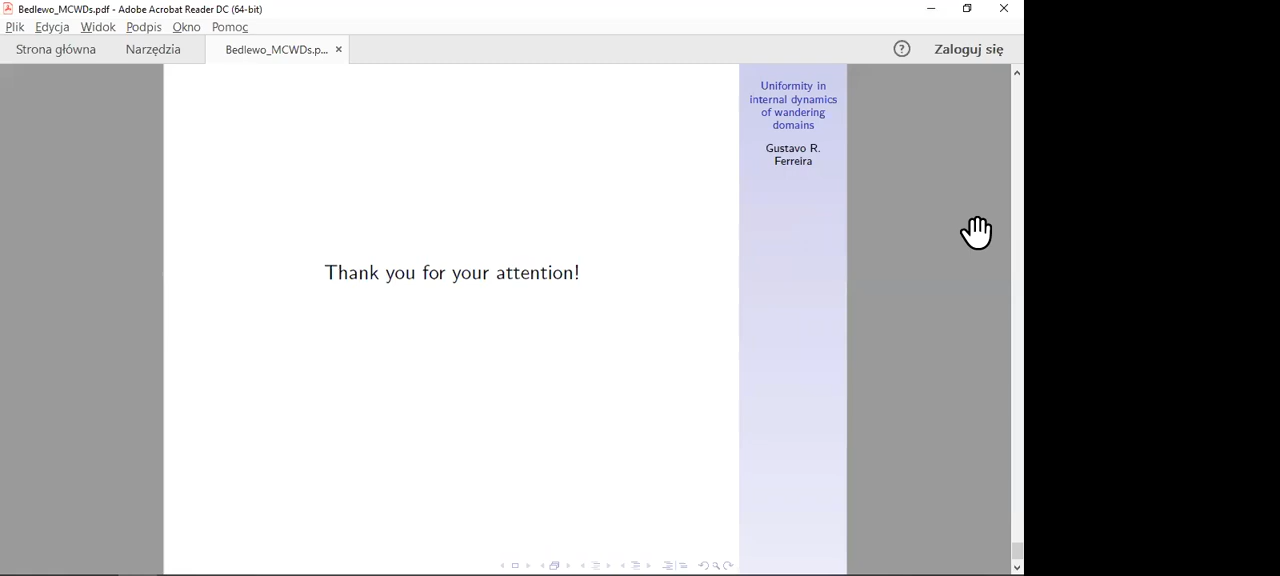 Bedlewo_MCWDs.pdf - Adobe Acrobat Reader DC (64-bit)
Plik Edycja Widok Podpis Okno Pomoc
Strona główna Narzędzia Bedlewo_MCWDs.p... × ? Zaloguj się
Uniformity in
internal dynamics
of wandering
domains
Gustavo R.
Ferreira
Thank you for your attention!